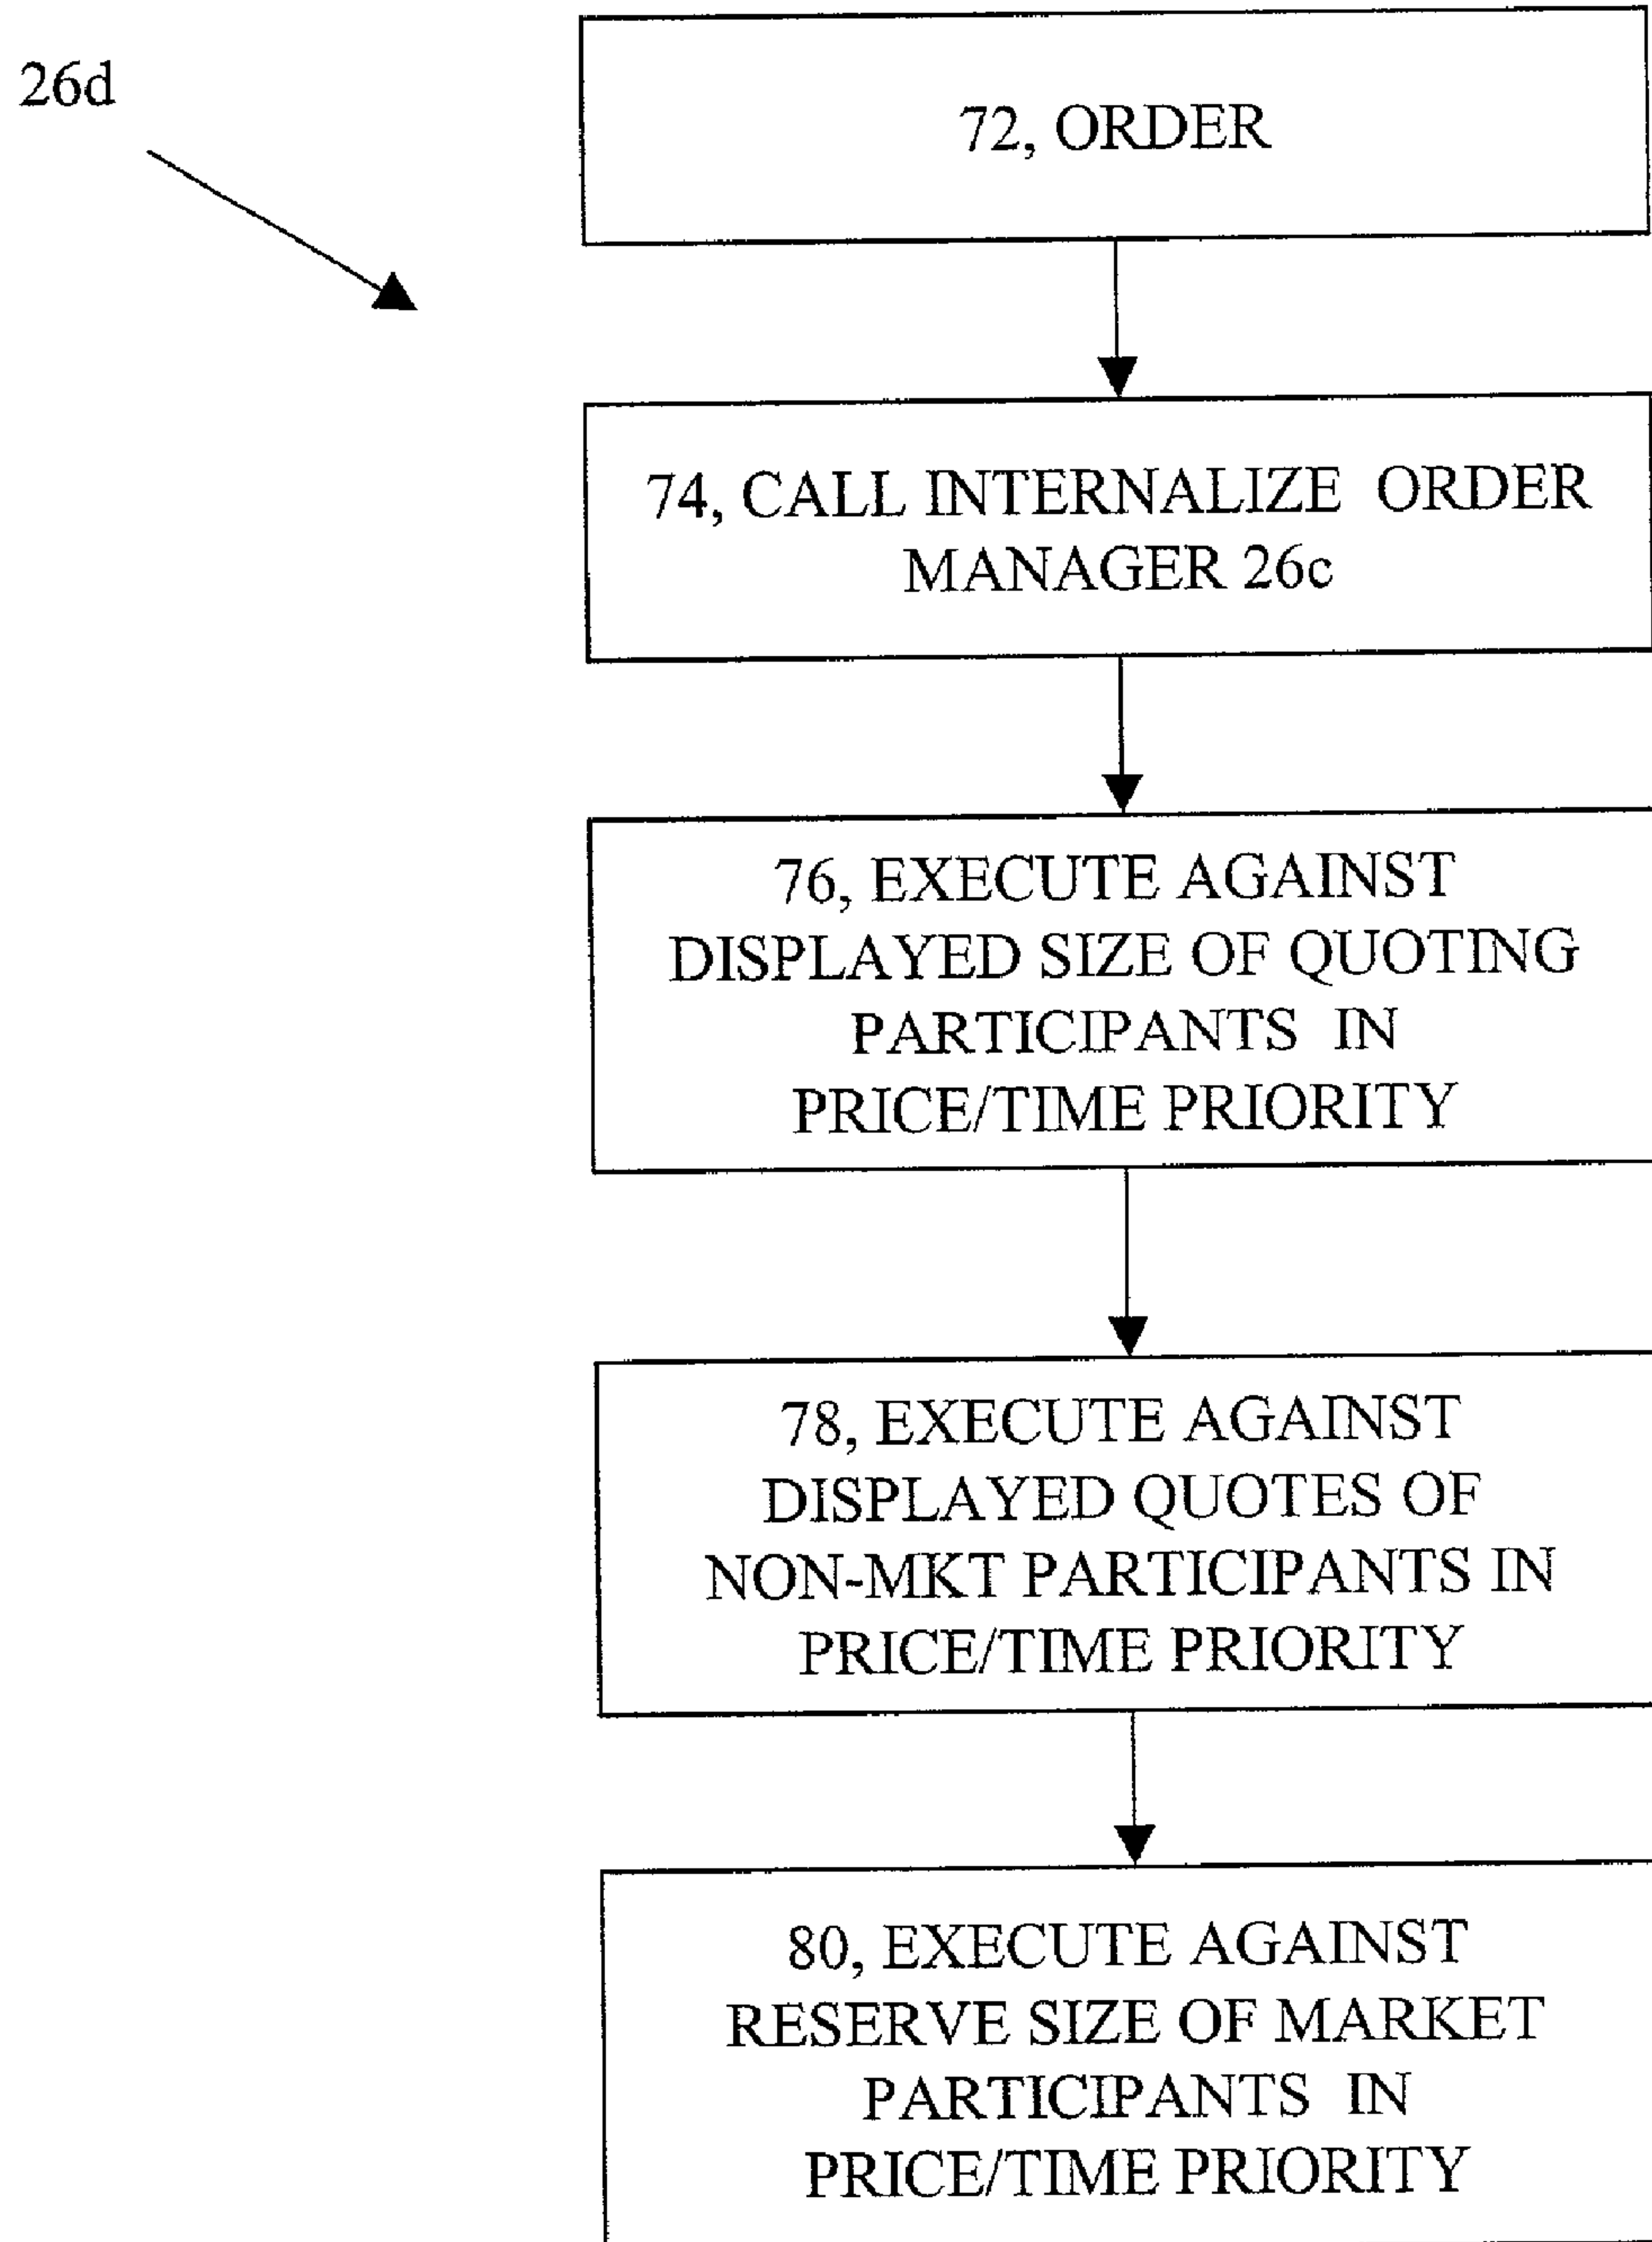 26d
72, ORDER
74, CALL INTERNALIZE ORDER
MANAGER 26c
76, EXECUTE AGAINST
DISPLAYED SIZE OF QUOTING
PARTICIPANTS IN
PRICE/TIME PRIORITY
78, EXECUTE AGAINST
DISPLAYED QUOTES OF
NON-MKT PARTICIPANTS IN
PRICE/TIME PRIORITY
80, EXECUTE AGAINST
RESERVE SIZE OF MARKET
PARTICIPANTS IN
PRICE/TIME PRIORITY